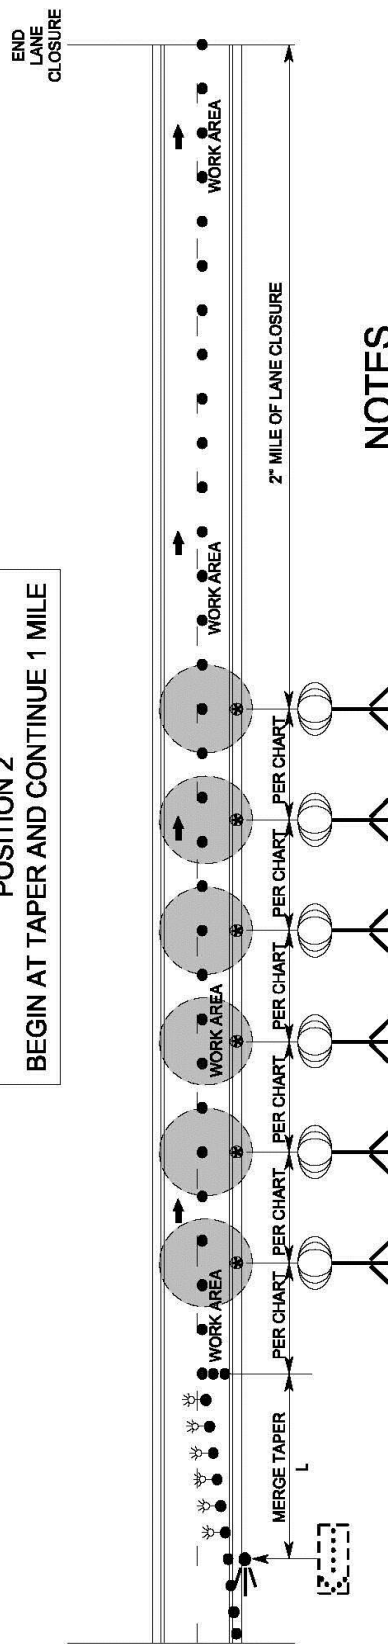 POSITION 2
BEGIN AT TAPER AND CONTINUE 1 MILE
MERGE TAPER
L
WORK AREA
PER CHART
PER CHART
PER CHART
WORK AREA
PER CHART
PER CHART
PER CHART
WORK AREA
2" MILE OF LANE CLOSURE
WORK AREA
END
LANE
CLOSURE
NOTES